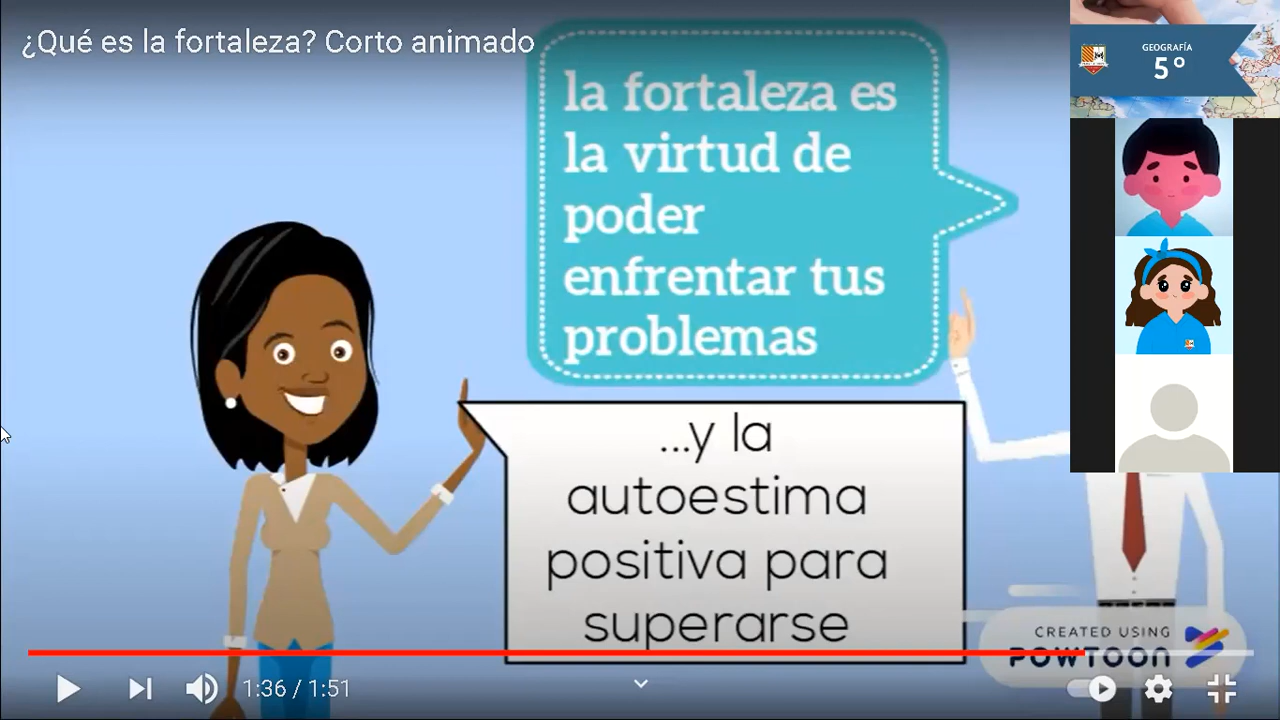 ¿Qué es la fortaleza? Corto animado
la fortaleza es
la virtud de
poder
enfrentar tus
problemas
...y la
autoestima
positiva para
superarse
GEOGRAFÍA
5º
CREATED USING
POWTOON
1:36 / 1:51